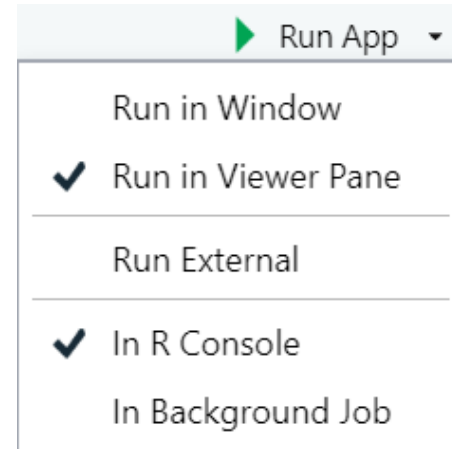 Run App
Run in Window
Run in Viewer Pane
Run External
In R Console
In Background Job